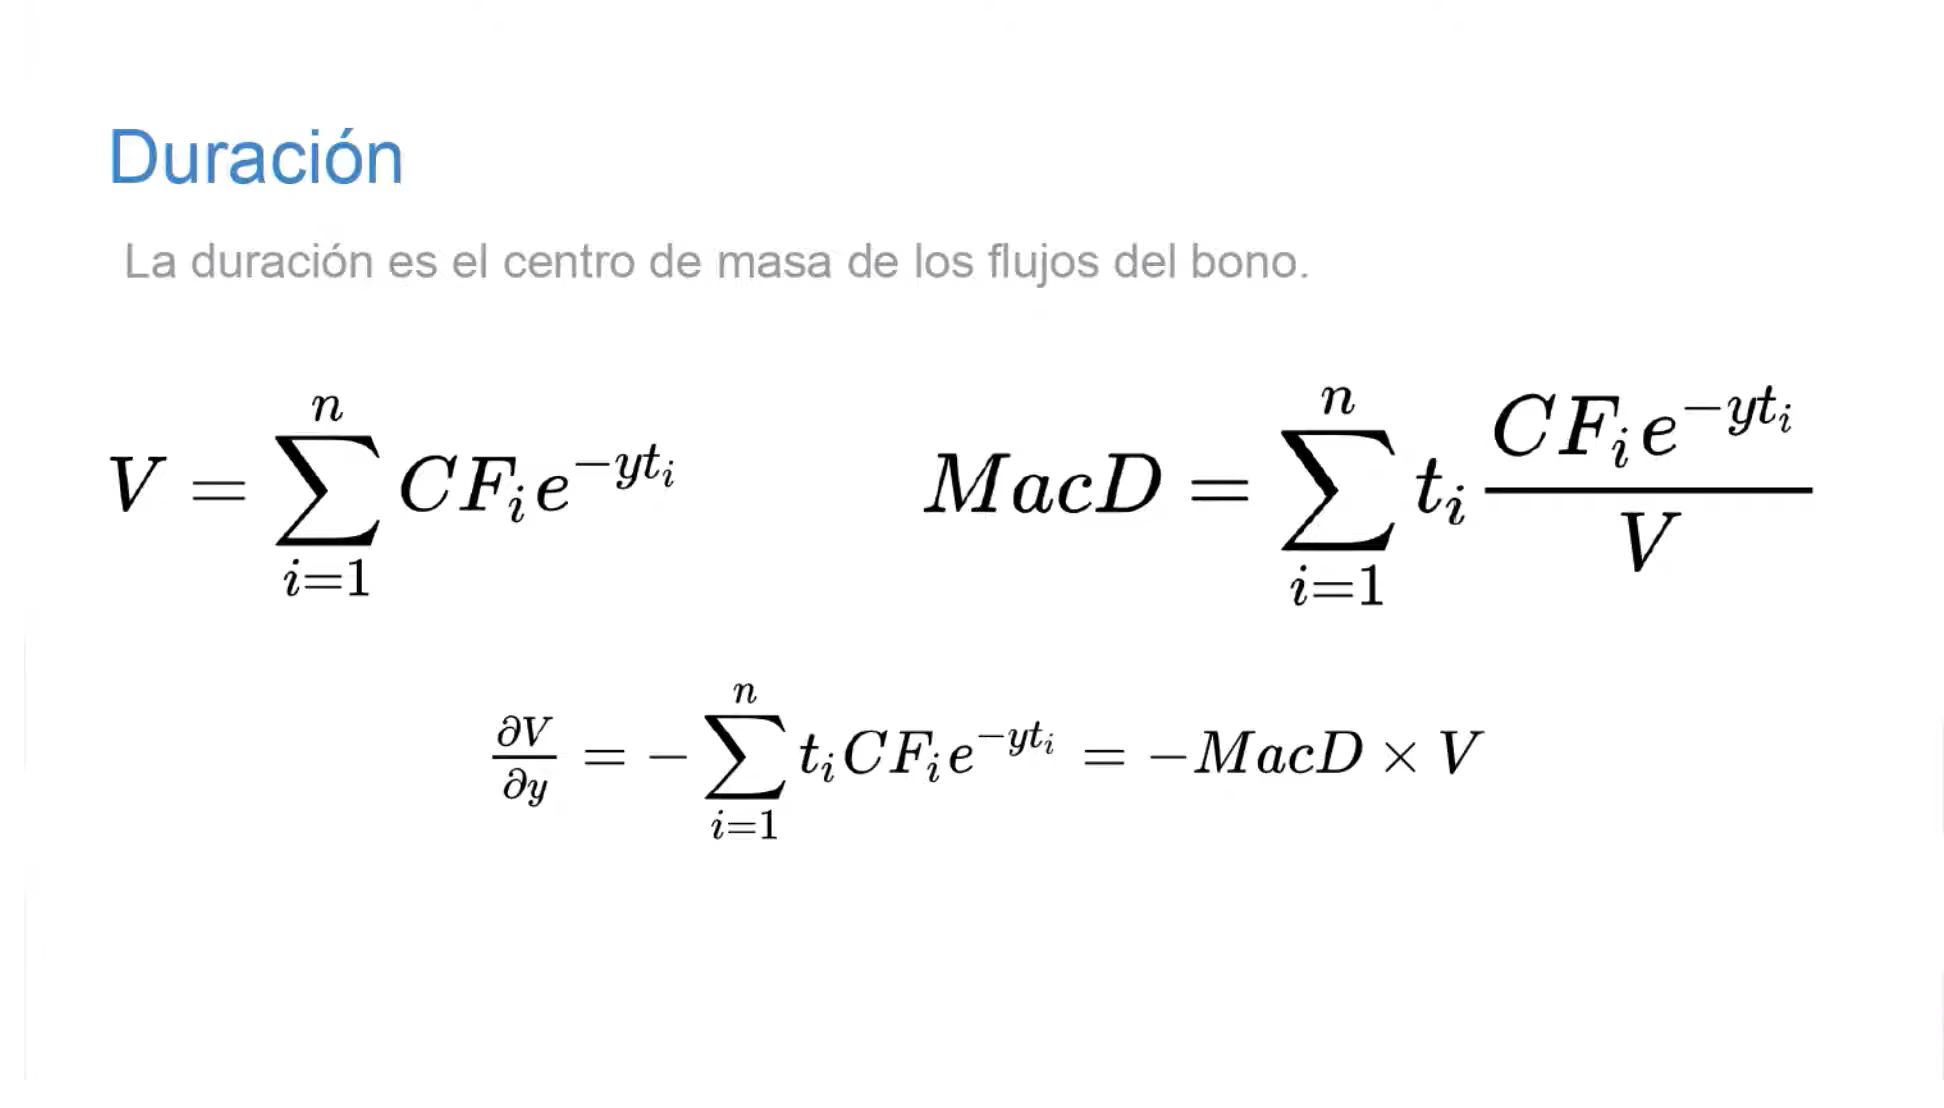 Duración
La duración es el centro de masa de los flujos del bono.
V = \sum_{i=1}^{n} CF_i e^{-yt_i}
MacD = \sum_{i=1}^{n} t_i \frac{CF_i e^{-yt_i}}{V}
\frac{\partial V}{\partial y} = -\sum_{i=1}^{n} t_i CF_i e^{-yt_i} = -MacD \times V